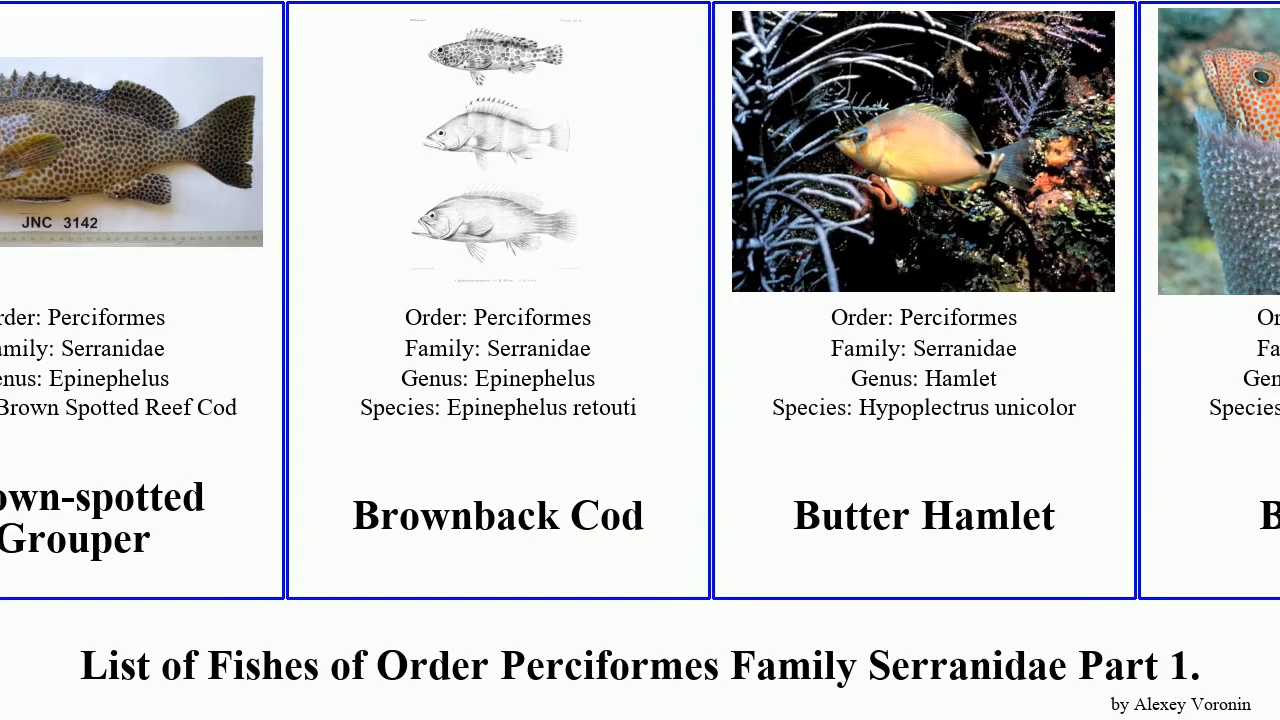 JNC 3142
rder: Perciformes
amily: Serranidae
enus: Epinephelus
Brown Spotted Reef Cod
own-spotted
Grouper
Order: Perciformes
Family: Serranidae
Genus: Epinephelus
Species: Epinephelus retouti
Brownback Cod
Order: Perciformes
Family: Serranidae
Genus: Hamlet
Species: Hypoplectrus unicolor
Butter Hamlet
Or
Fa
Gen
Species
B
List of Fishes of Order Perciformes Family Serranidae Part 1.
by Alexey Voronin